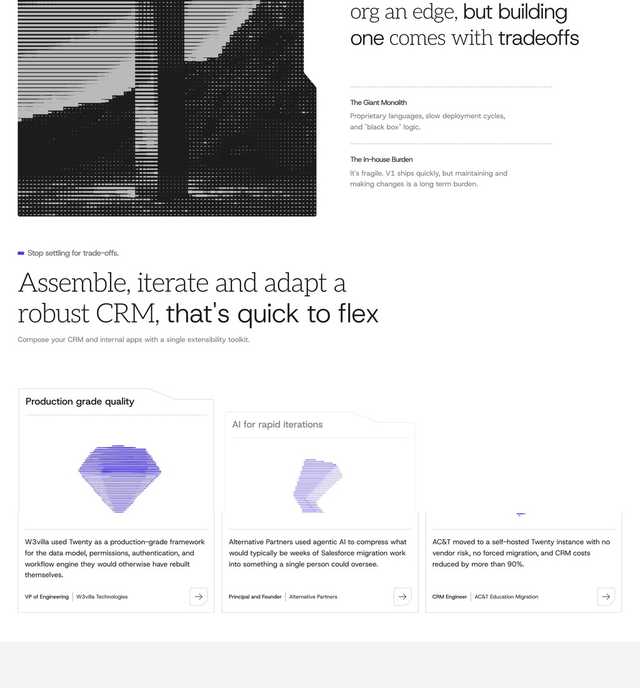 org an edge, but building
one comes with tradeoffs
The Giant Monolith
Proprietary languages, slow deployment cycles,
and "black box" logic.
The In-house Burden
It's fragile. V1 ships quickly, but maintaining and
making changes is a long term burden.
Stop settling for trade-offs.
Assemble, iterate and adapt a
robust CRM, that's quick to flex
Compose your CRM and internal apps with a single extensibility toolkit.
Production grade quality
W3villa used Twenty as a production-grade framework
for the data model, permissions, authentication, and
workflow engine they would otherwise have rebuilt
themselves.
VP of Engineering | W3villa Technologies
AI for rapid iterations
Alternative Partners used agentic AI to compress what
would typically be weeks of Salesforce migration work
into something a single person could oversee.
Principal and Founder | Alternative Partners
AC&T moved to a self-hosted Twenty instance with no
vendor risk, no forced migration, and CRM costs
reduced by more than 90%.
CRM Engineer | AC&T Education Migration